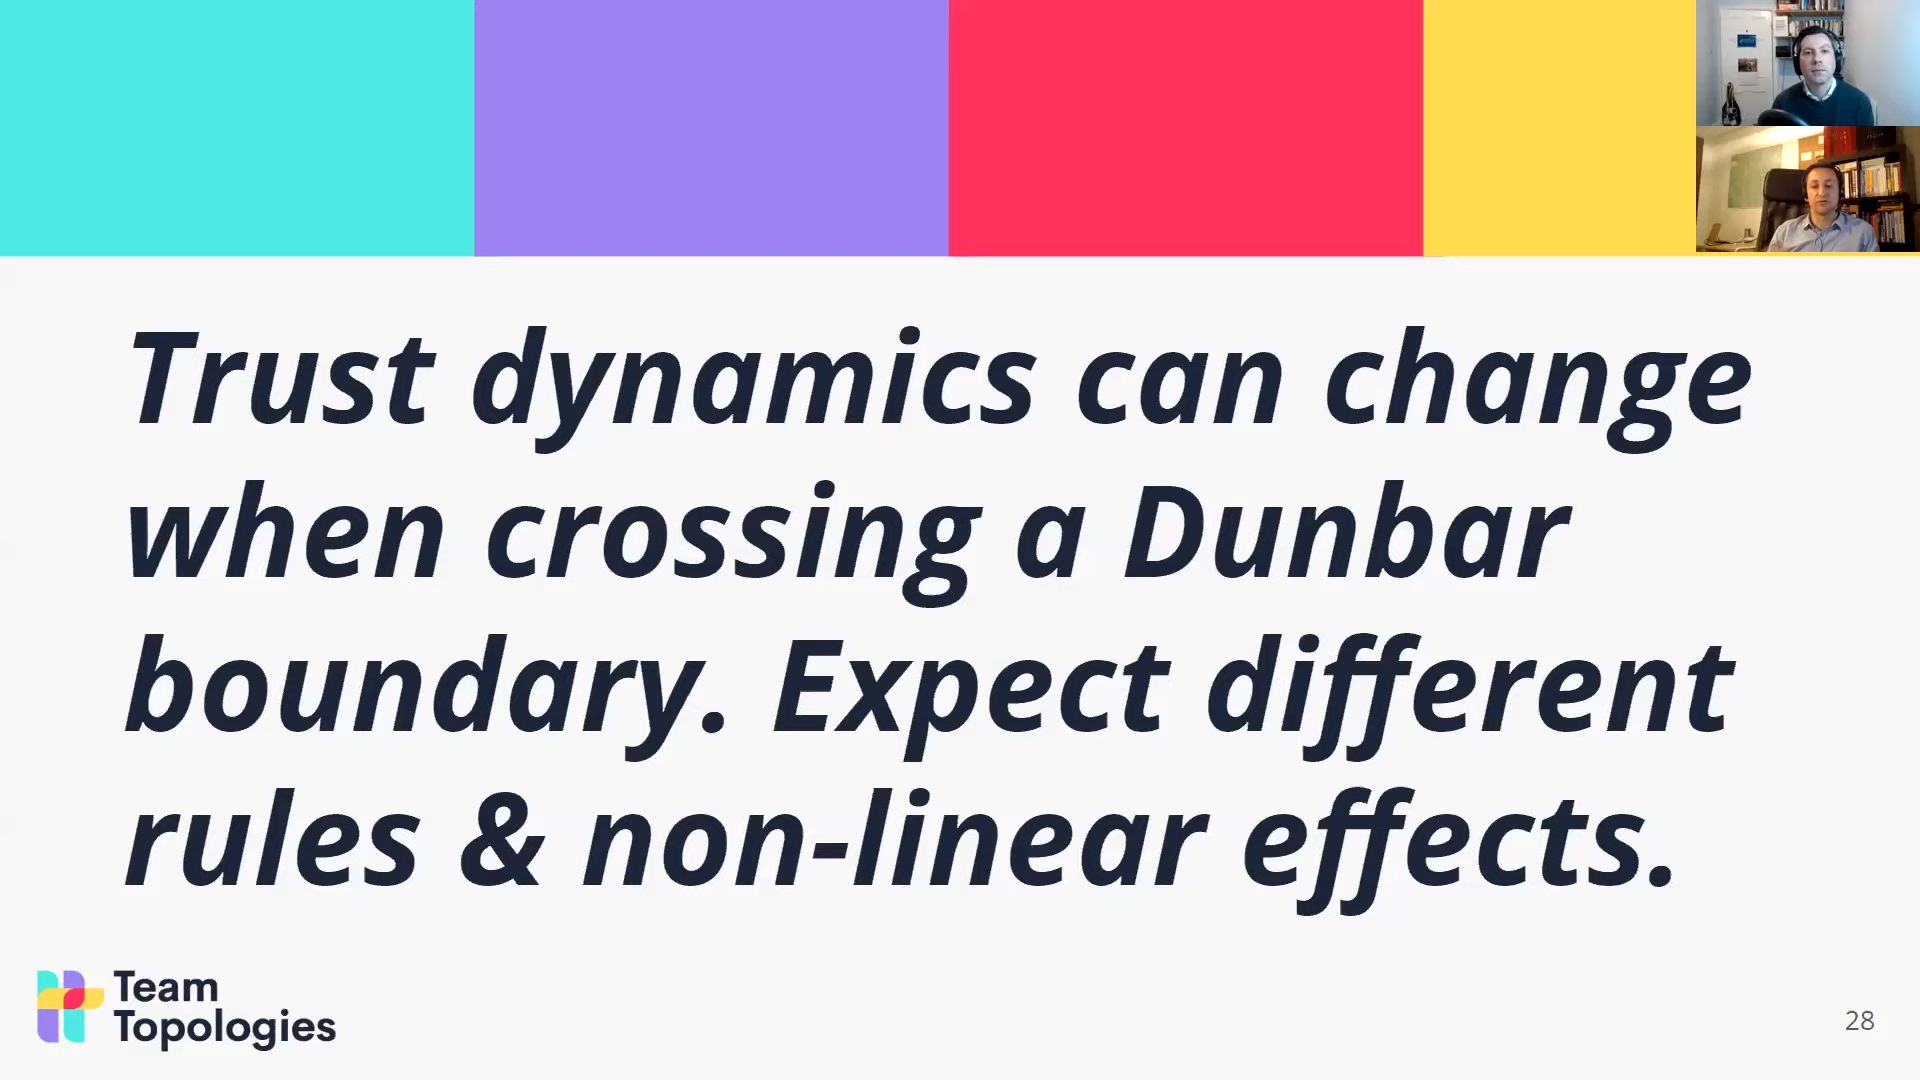 Trust dynamics can change
when crossing a Dunbar
boundary. Expect different
rules & non-linear effects.
Team
Topologies
28